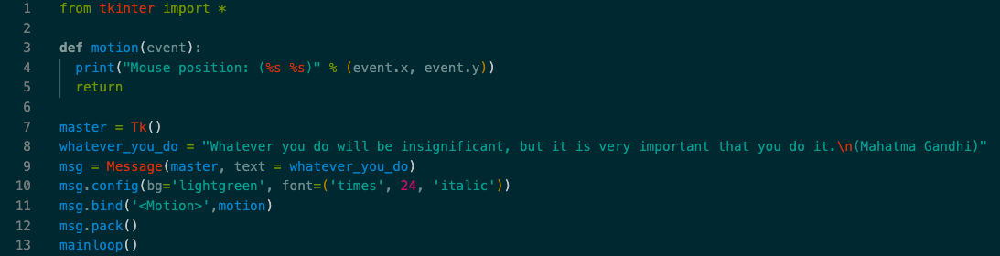 1 from tkinter import *
2
3 def motion(event):
4   print("Mouse position: (%s %s)" % (event.x, event.y))
5   return
6
7 master = Tk()
8 whatever_you_do = "Whatever you do will be insignificant, but it is very important that you do it.\n(Mahatma Gandhi)"
9 msg = Message(master, text = whatever_you_do)
10 msg.config(bg='lightgreen', font=('times', 24, 'italic'))
11 msg.bind('<Motion>',motion)
12 msg.pack()
13 mainloop()